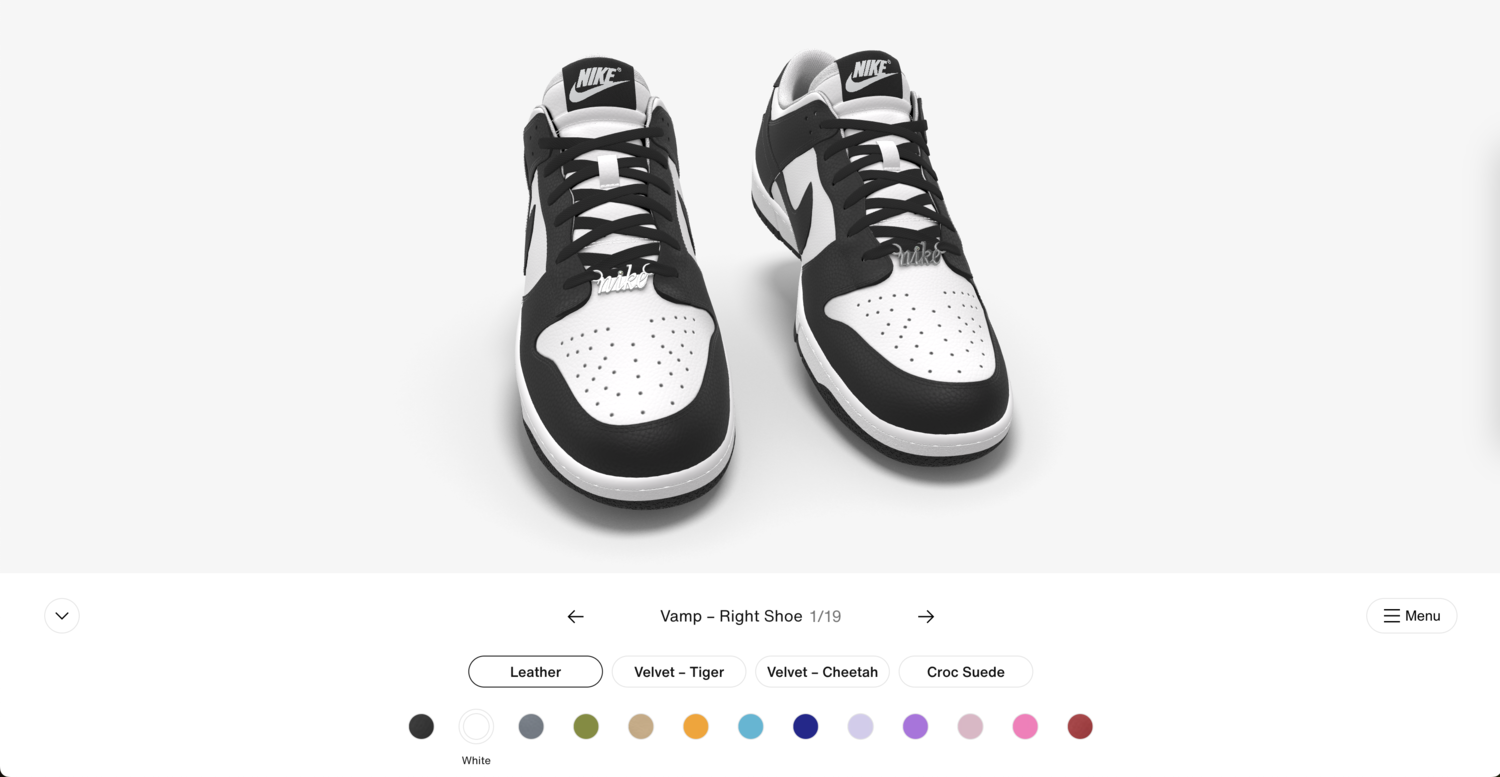 NIKE®
NIKE®
nike
nike
Vamp – Right Shoe 1/19
Menu
Leather
Velvet – Tiger
Velvet – Cheetah
Croc Suede
White